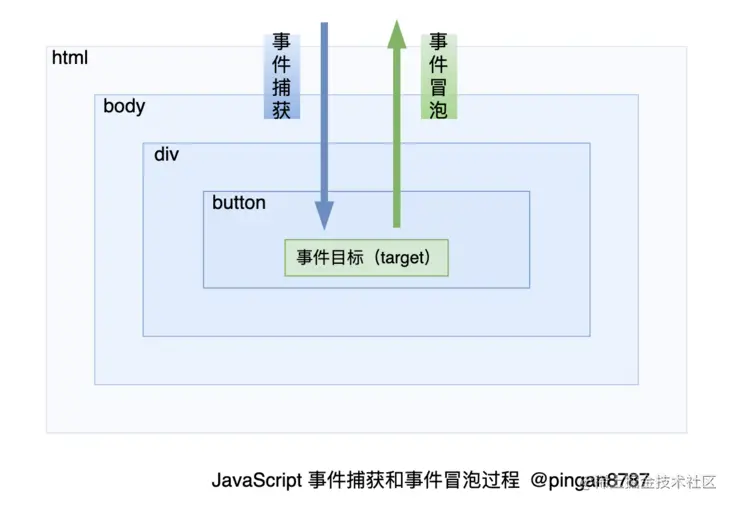 事件捕获
事件冒泡
html
body
div
button
事件目标（target）
JavaScript 事件捕获和事件冒泡过程 @pingan8787
@稀土掘金技术社区